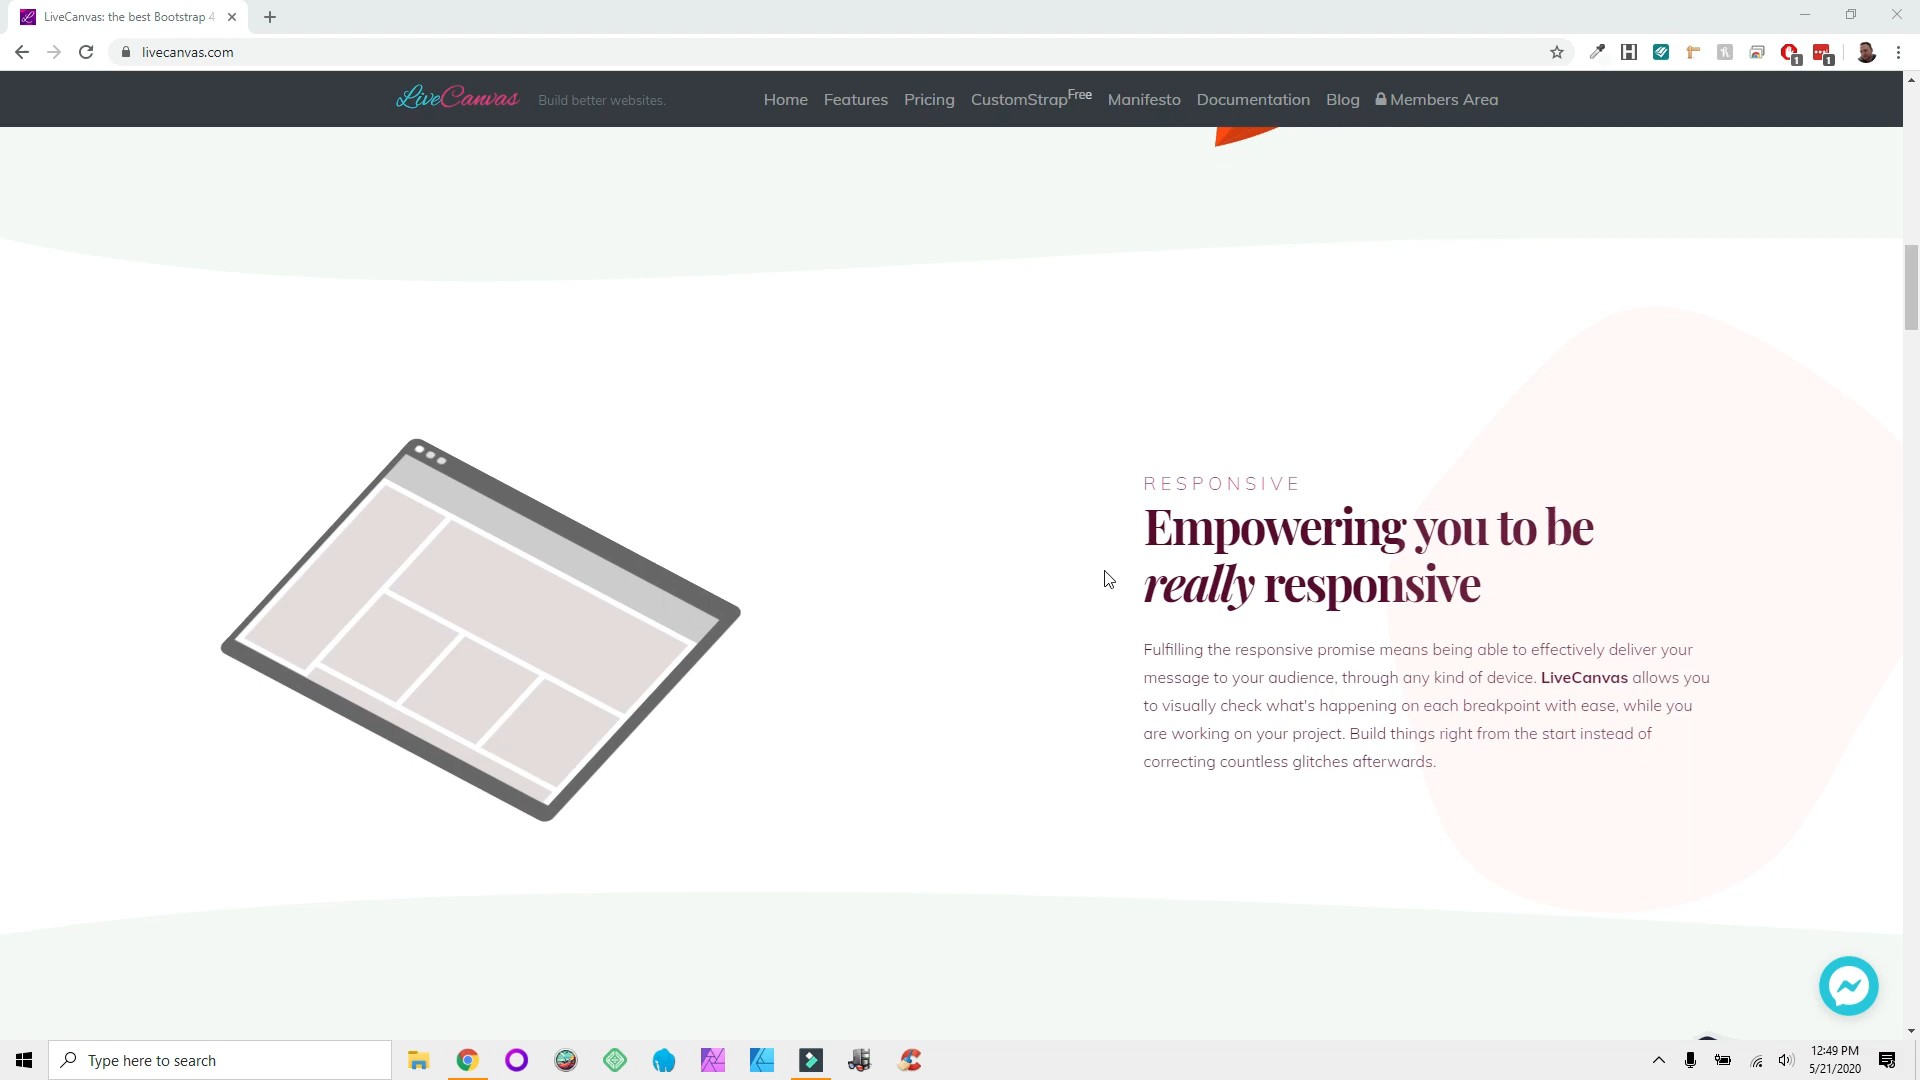 LiveCanvas: the best Bootstrap 4
livecanvas.com
1
1
LiveCanvas
Build better websites.
Home
Features
Pricing
CustomStrapFree
Manifesto
Documentation
Blog
Members Area
RESPONSIVE
Empowering you to be
really responsive
Fulfilling the responsive promise means being able to effectively deliver your
message to your audience, through any kind of device. LiveCanvas allows you
to visually check what's happening on each breakpoint with ease, while you
are working on your project. Build things right from the start instead of
correcting countless glitches afterwards.
Type here to search
12:49 PM
5/21/2020